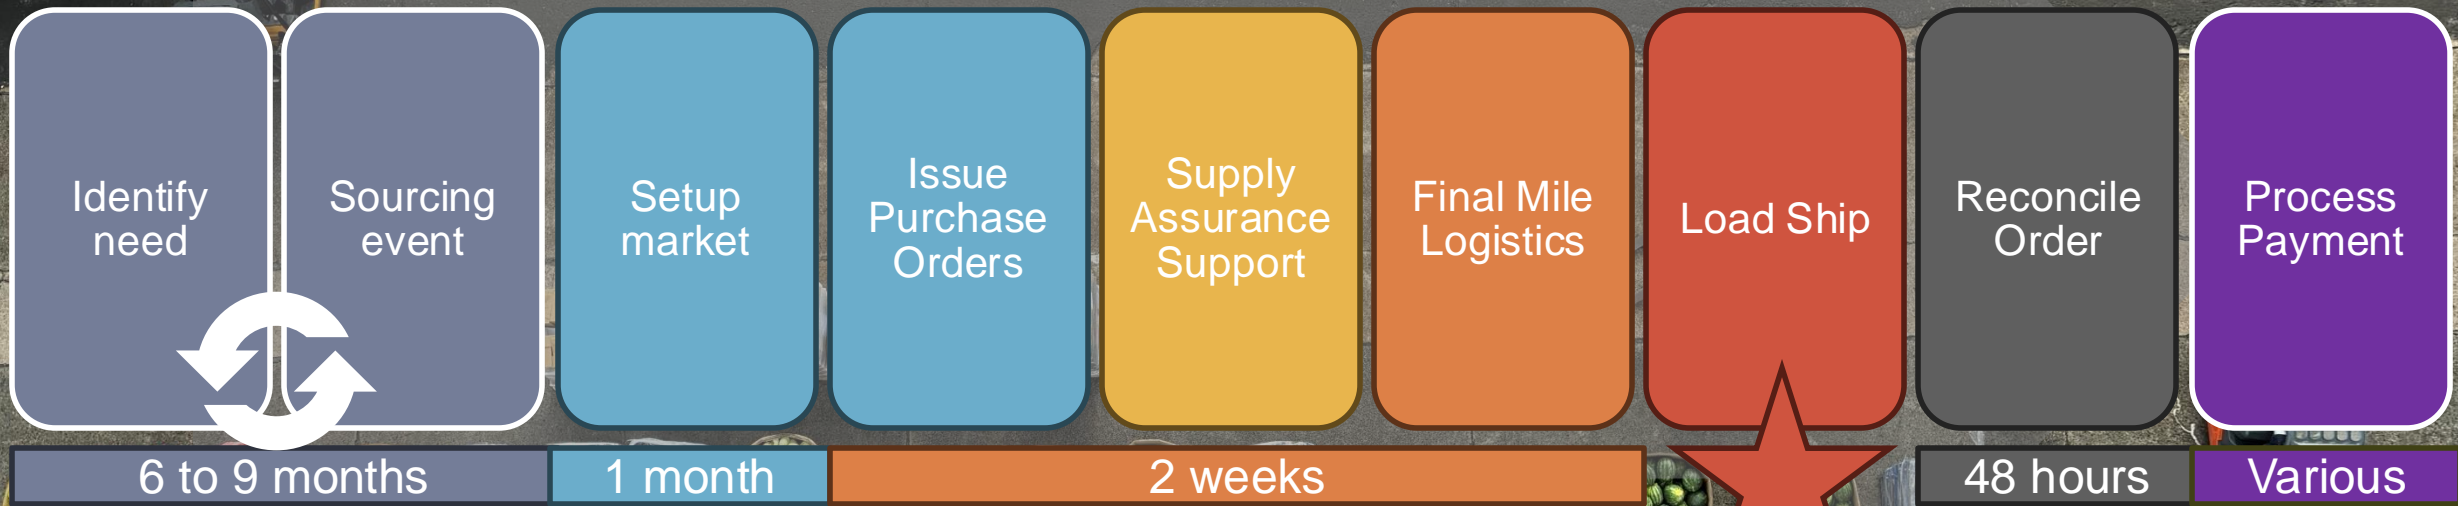 Identify
need
Sourcing
event
Setup
market
Issue
Purchase
Orders
Supply
Assurance
Support
Final Mile
Logistics
Load Ship
Reconcile
Order
Process
Payment
6 to 9 months
1 month
2 weeks
48 hours
Various